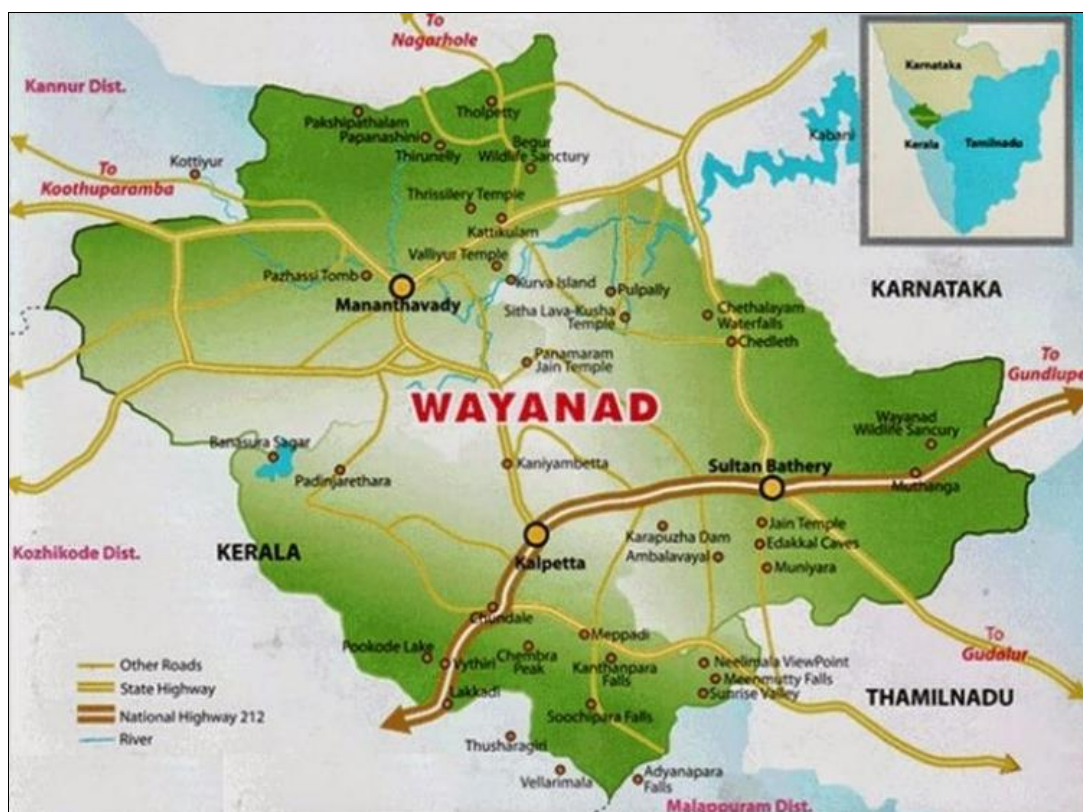 To
Nagarhole
Kannur Dist.
Karnataka
Kerala
Tamilnadu
Tholpetty
Pakshipathalam
Papanashini
Thirunelly
Begur
Wildlife Sanctury
Kabani
Kottiyur
To
Koothuparamba
Thrissilery Temple
Kattikulam
Valliyur Temple
Pazhassi Tomb
Kurva Island
Pulpally
Mananthavady
Sitha Lava-Kusha
Temple
Chethalayam
Waterfalls
Chedleth
KARNATAKA
Panamaram
Jain Temple
To
Gundlupet
WAYANAD
Wayanad
Wildlife Sancury
Banasura Sagar
Padinjarethara
Kaniyambetta
Sultan Bathery
Muthanga
Kozhikode Dist.
KERALA
Kalpetta
Karapuzha Dam
Ambalavayal
Jain Temple
Edakkal Caves
Muniyara
Chundale
Meppadi
Pookode Lake
Vythiri
Chembra
Peak
Kanthanpara
Falls
Neelimala ViewPoint
Meenmutty Falls
Sunrise Valley
To
Gudalur
THAMILNADU
Lakkadi
Soochipara Falls
Thusharagiri
Vellarimala
Adyanapara
Falls
Malappuram Dist.
Other Roads
State Highway
National Highway 212
River